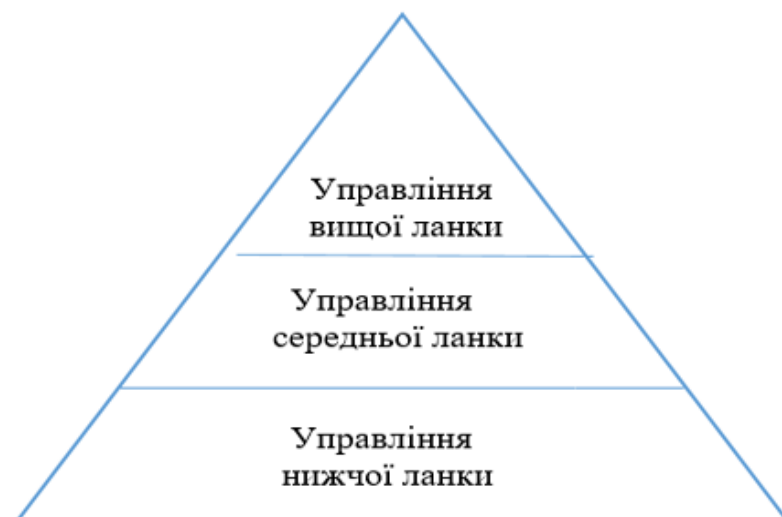 Управління
вищої ланки
Управління
середньої ланки
Управління
нижчої ланки